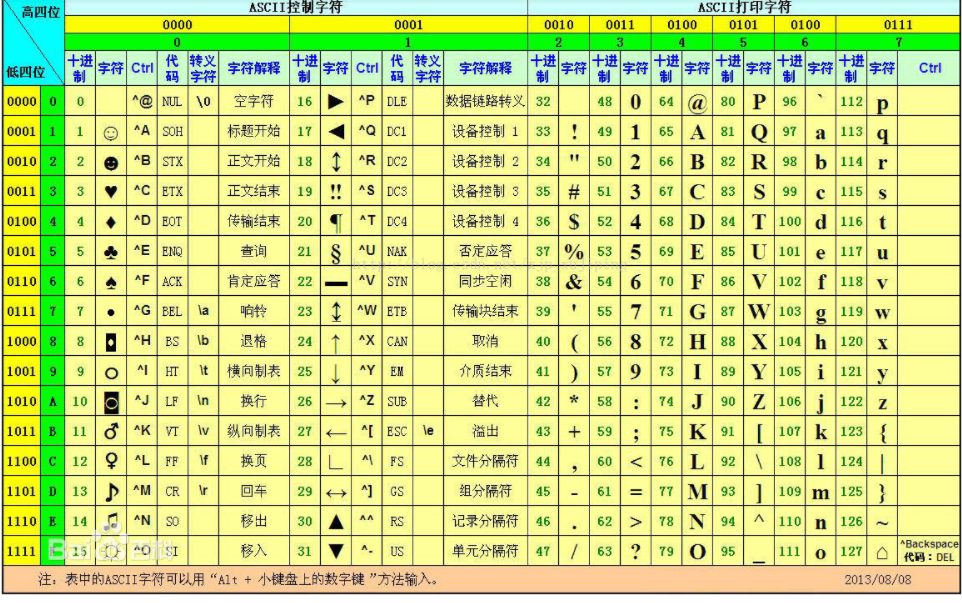 高四位 ASCII控制字符 ASCII打印字符
0000 0001 0010 0011 0100 0101 0100 0111
0 1 2 3 4 5 6 7
低四位 十进制 字符 Ctrl 代码 转义字符 字符解释 十进制 字符 Ctrl 代码 转义字符 字符解释 十进制 字符 十进制 字符 十进制 字符 十进制 字符 十进制 字符 十进制 字符 Ctrl
0000 0 0 ^@ NUL \0 空字符 16 ► ^P DLE 数据链路转义 32 48 0 64 @ 80 P 96 ` 112 p
0001 1 1 ☺ ^A SOH 标题开始 17 ◄ ^Q DC1 设备控制 1 33 ! 49 1 65 A 81 Q 97 a 113 q
0010 2 2 ☻ ^B STX 正文开始 18 ↕ ^R DC2 设备控制 2 34 " 50 2 66 B 82 R 98 b 114 r
0011 3 3 ♥ ^C ETX 正文结束 19 ‼ ^S DC3 设备控制 3 35 # 51 3 67 C 83 S 99 c 115 s
0100 4 4 ♦ ^D EOT 传输结束 20 ¶ ^T DC4 设备控制 4 36 $ 52 4 68 D 84 T 100 d 116 t
0101 5 5 ♣ ^E ENQ 查询 21 § ^U NAK 否定应答 37 % 53 5 69 E 85 U 101 e 117 u
0110 6 6 ♠ ^F ACK 肯定应答 22 ▬ ^V SYN 同步空闲 38 & 54 6 70 F 86 V 102 f 118 v
0111 7 7 • ^G BEL \a 响铃 23 ↨ ^W ETB 传输块结束 39 ' 55 7 71 G 87 W 103 g 119 w
1000 8 8 ◘ ^H BS \b 退格 24 ↑ ^X CAN 取消 40 ( 56 8 72 H 88 X 104 h 120 x
1001 9 9 ○ ^I HT \t 横向制表 25 ↓ ^Y EM 介质结束 41 ) 57 9 73 I 89 Y 105 i 121 y
1010 A 10 ◙ ^J LF \n 换行 26 → ^Z SUB 替代 42 * 58 : 74 J 90 Z 106 j 122 z
1011 B 11 ♂ ^K VT \v 纵向制表 27 ← ^[ ESC \e 溢出 43 + 59 ; 75 K 91 [ 107 k 123 {
1100 C 12 ♀ ^L FF \f 换页 28 ∟ ^\ FS 文件分隔符 44 , 60 < 76 L 92 \ 108 l 124 |
1101 D 13 ♪ ^M CR \r 回车 29 ↔ ^] GS 组分隔符 45 - 61 = 77 M 93 ] 109 m 125 }
1110 E 14 ♫ ^N SO 移出 30 ▲ ^^ RS 记录分隔符 46 . 62 > 78 N 94 ^ 110 n 126 ~
1111 F 15 ☼ ^O SI 移入 31 ▼ ^- US 单元分隔符 47 / 63 ? 79 O 95 _ 111 o 127 ⌂ ^Backspace 代码：DEL
注：表中的ASCII字符可以用“Alt + 小键盘上的数字键 ”方法输入。 2013/08/08